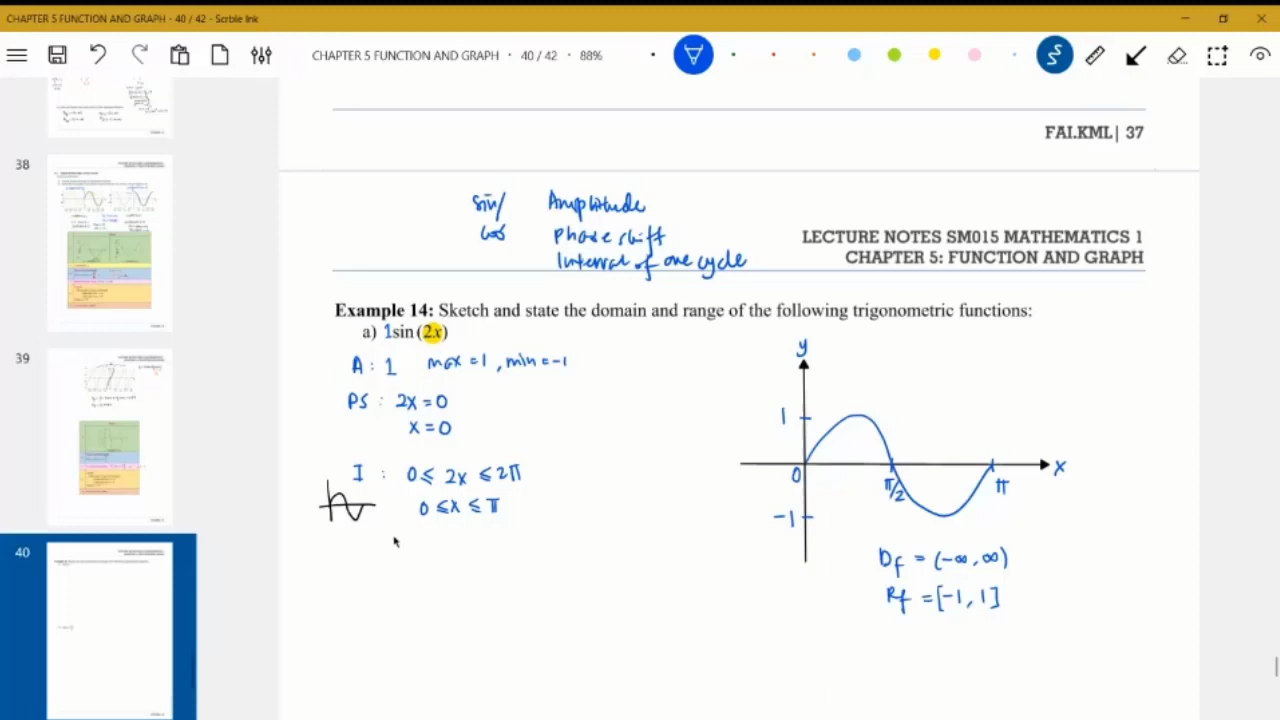 CHAPTER 5 FUNCTION AND GRAPH - 40 / 42 - Scrble Ink
CHAPTER 5 FUNCTION AND GRAPH • 40 / 42 • 88%
38
39
40
FAI.KML| 37
sin/ Amplitude
cos Phase shift
Interval of one cycle
LECTURE NOTES SM015 MATHEMATICS 1
CHAPTER 5: FUNCTION AND GRAPH
Example 14: Sketch and state the domain and range of the following trigonometric functions:
a) 1 sin (2x)
A : 1 max = 1 , min = -1
PS : 2x = 0
x = 0
I : 0 ≤ 2x ≤ 2π
0 ≤ x ≤ π
y
1
0
π/2
π
x
-1
Df = (-∞, ∞)
Rf = [-1, 1]